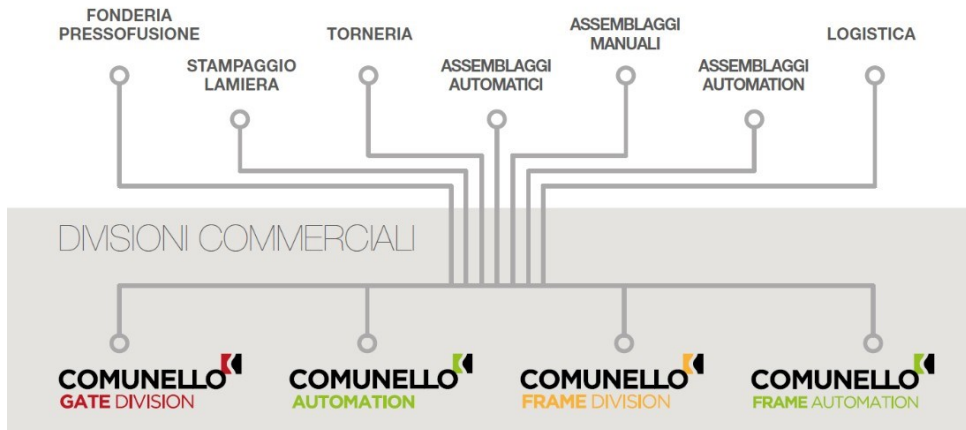 FONDERIA
PRESSOFUSIONE
STAMPAGGIO
LAMIERA
TORNERIA
ASSEMBLAGGI
AUTOMATICI
ASSEMBLAGGI
MANUALI
ASSEMBLAGGI
AUTOMATION
LOGISTICA
DIVISIONI COMMERCIALI
COMUNELLO
GATE DIVISION
COMUNELLO
AUTOMATION
COMUNELLO
FRAME DIVISION
COMUNELLO
FRAME AUTOMATION